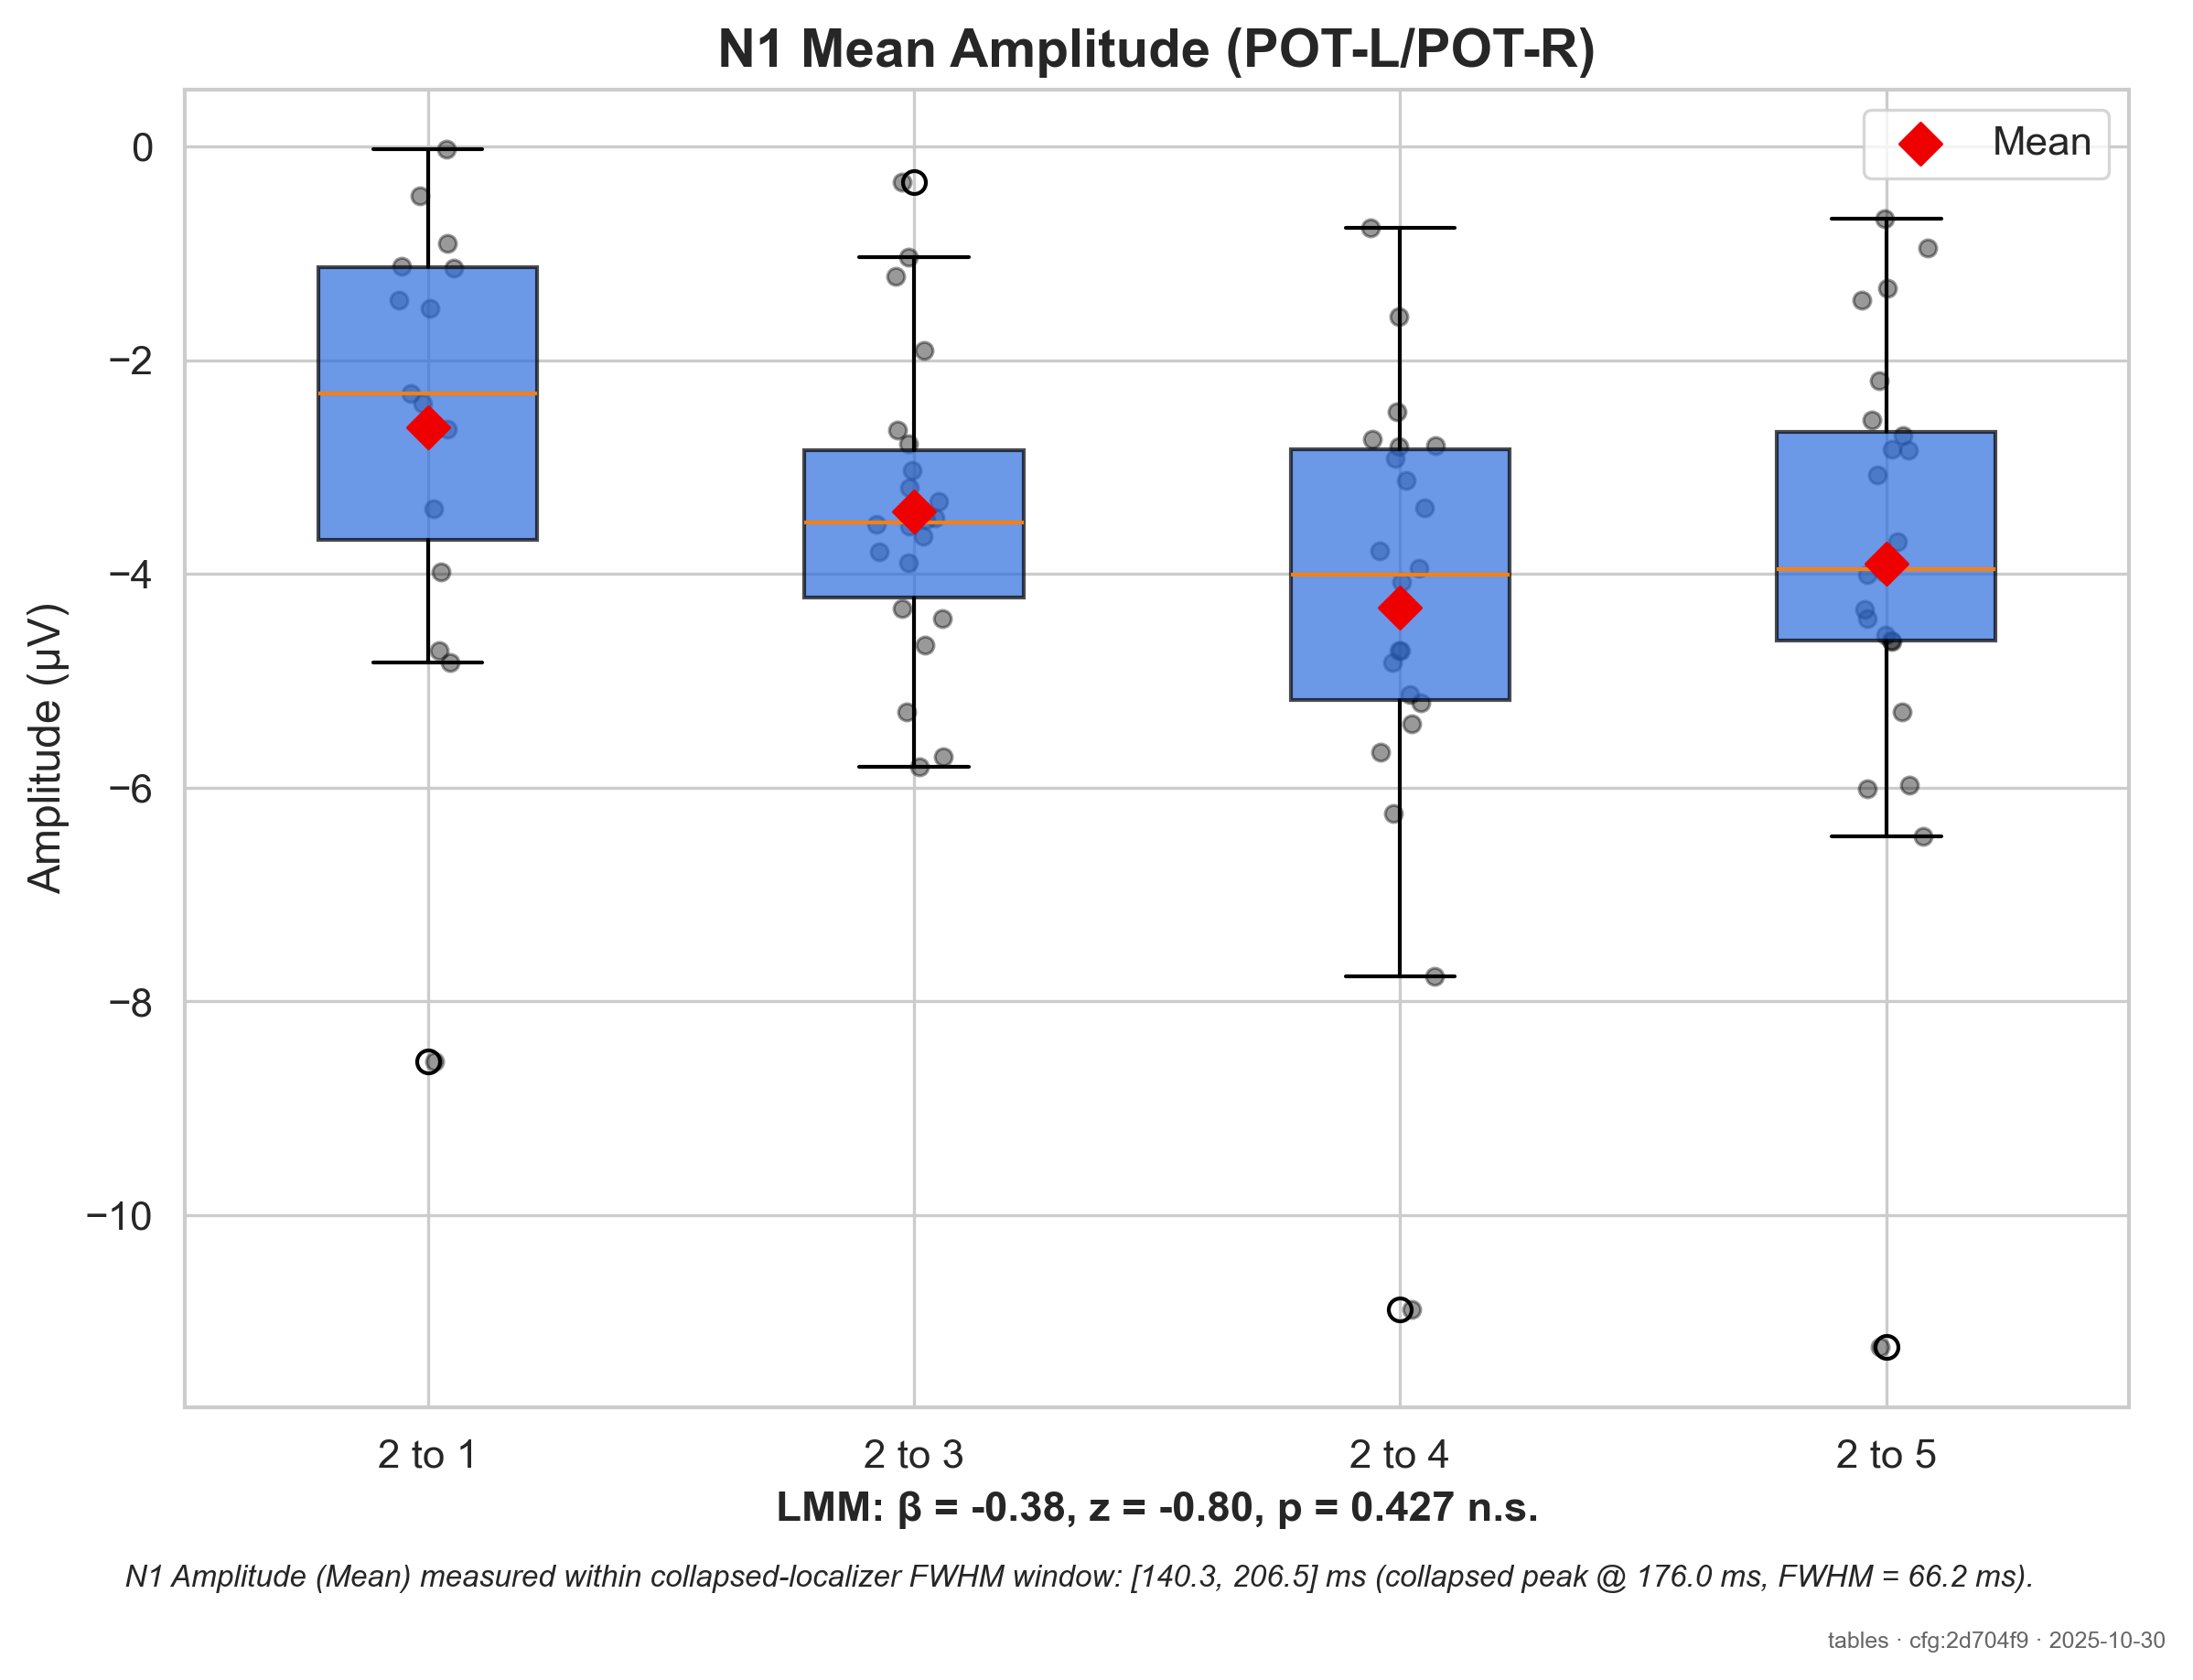 N1 Mean Amplitude (POT-L/POT-R)
Mean
0
−2
−4
−6
−8
−10
Amplitude (µV)
2 to 1 2 to 3 2 to 4 2 to 5
LMM: β = -0.38, z = -0.80, p = 0.427 n.s.
N1 Amplitude (Mean) measured within collapsed-localizer FWHM window: [140.3, 206.5] ms (collapsed peak @ 176.0 ms, FWHM = 66.2 ms).
tables · cfg:2d704f9 · 2025-10-30